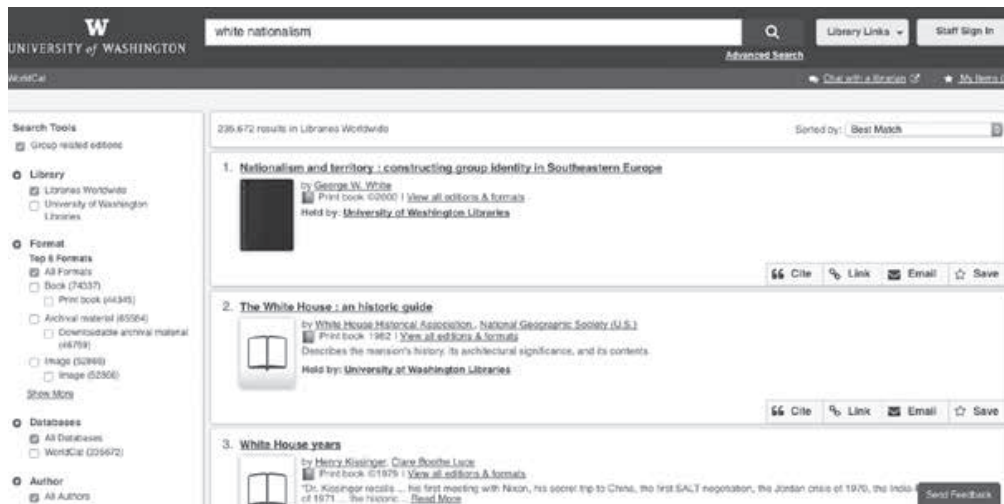 W
UNIVERSITY of WASHINGTON
white nationalism
Advanced Search
Library Links
Staff Sign In
WorldCat
Chat with a librarian
My Items
Search Tools
Group related editions
Library
Libraries Worldwide
University of Washington
Libraries
Format
Top 6 Formats
All Formats
Book (74037)
Print book
Archival material
Downloadable archival material
Image
Image
Show More
Databases
All Databases
WorldCat (235672)
Author
All Authors
235,672 results in Libraries Worldwide
Sorted by: Best Match
1. Nationalism and territory : constructing group identity in Southeastern Europe
by George W. White
Print book ©2000 | View all editions & formats
Held by: University of Washington Libraries
Cite Link Email Save
2. The White House : an historic guide
by White House Historical Association., National Geographic Society (U.S.)
Print book 1982 | View all editions & formats
Describes the mansion's history, its architectural significance, and its contents
Held by: University of Washington Libraries
Cite Link Email Save
3. White House years
by Henry Kissinger, Clare Boothe Luce
Print book ©1979 | View all editions & formats
"Dr. Kissinger recalls ... his first meeting with Nixon, his secret trip to China, the first SALT negotiation, the Jordan crisis of 1970, the India-
of 1971 ... the historic ... Read More
Send Feedback